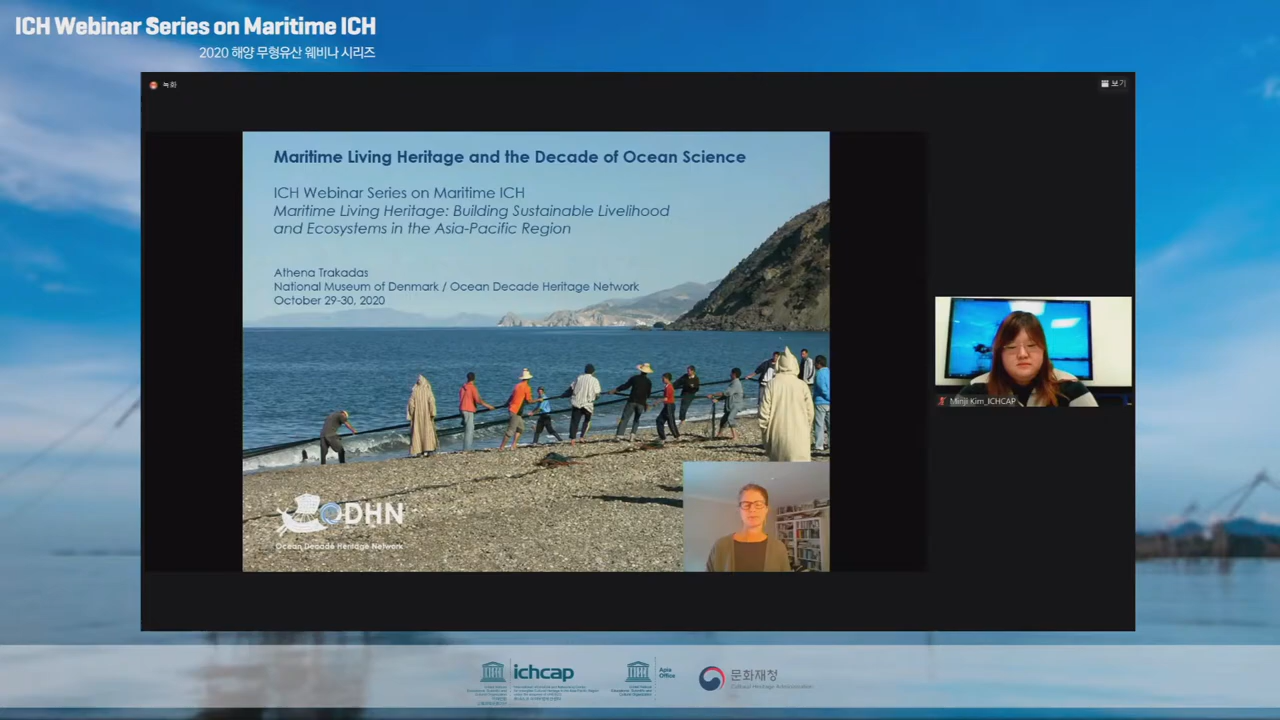 ICH Webinar Series on Maritime ICH
2020 해양 무형유산 웨비나 시리즈
녹화
보기
Maritime Living Heritage and the Decade of Ocean Science
ICH Webinar Series on Maritime ICH
Maritime Living Heritage: Building Sustainable Livelihood
and Ecosystems in the Asia-Pacific Region
Athena Trakadas
National Museum of Denmark / Ocean Decade Heritage Network
October 29-30, 2020
ODHN
Ocean Decade Heritage Network
Minji Kim_ICHCAP
ichcap
Asia
Office
문화재청
Cultural Heritage Administration